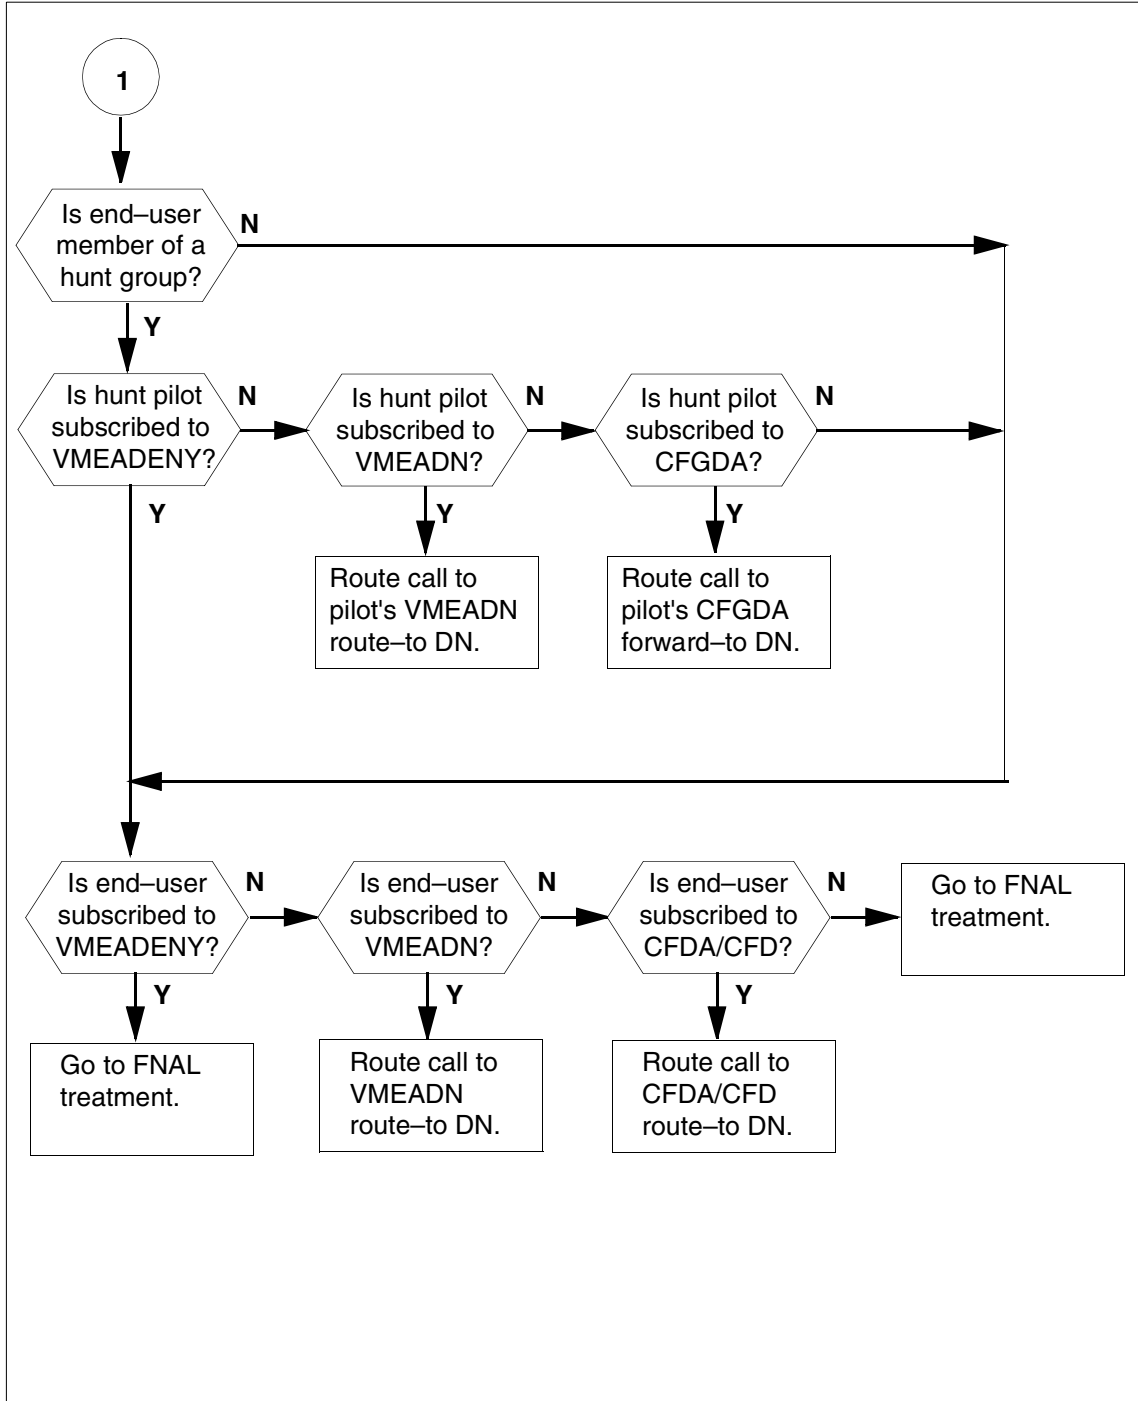 1
Is end–user
member of a
hunt group?
N
Y
Is hunt pilot
subscribed to
VMEADENY?
N
Is hunt pilot
subscribed to
VMEADN?
N
Is hunt pilot
subscribed to
CFGDA?
N
Y
Y
Y
Route call to
pilot's VMEADN
route–to DN.
Route call to
pilot's CFGDA
forward–to DN.
Is end–user
subscribed to
VMEADENY?
N
Is end–user
subscribed to
VMEADN?
N
Is end–user
subscribed to
CFDA/CFD?
N
Go to FNAL
treatment.
Y
Y
Y
Go to FNAL
treatment.
Route call to
VMEADN
route–to DN.
Route call to
CFDA/CFD
route–to DN.